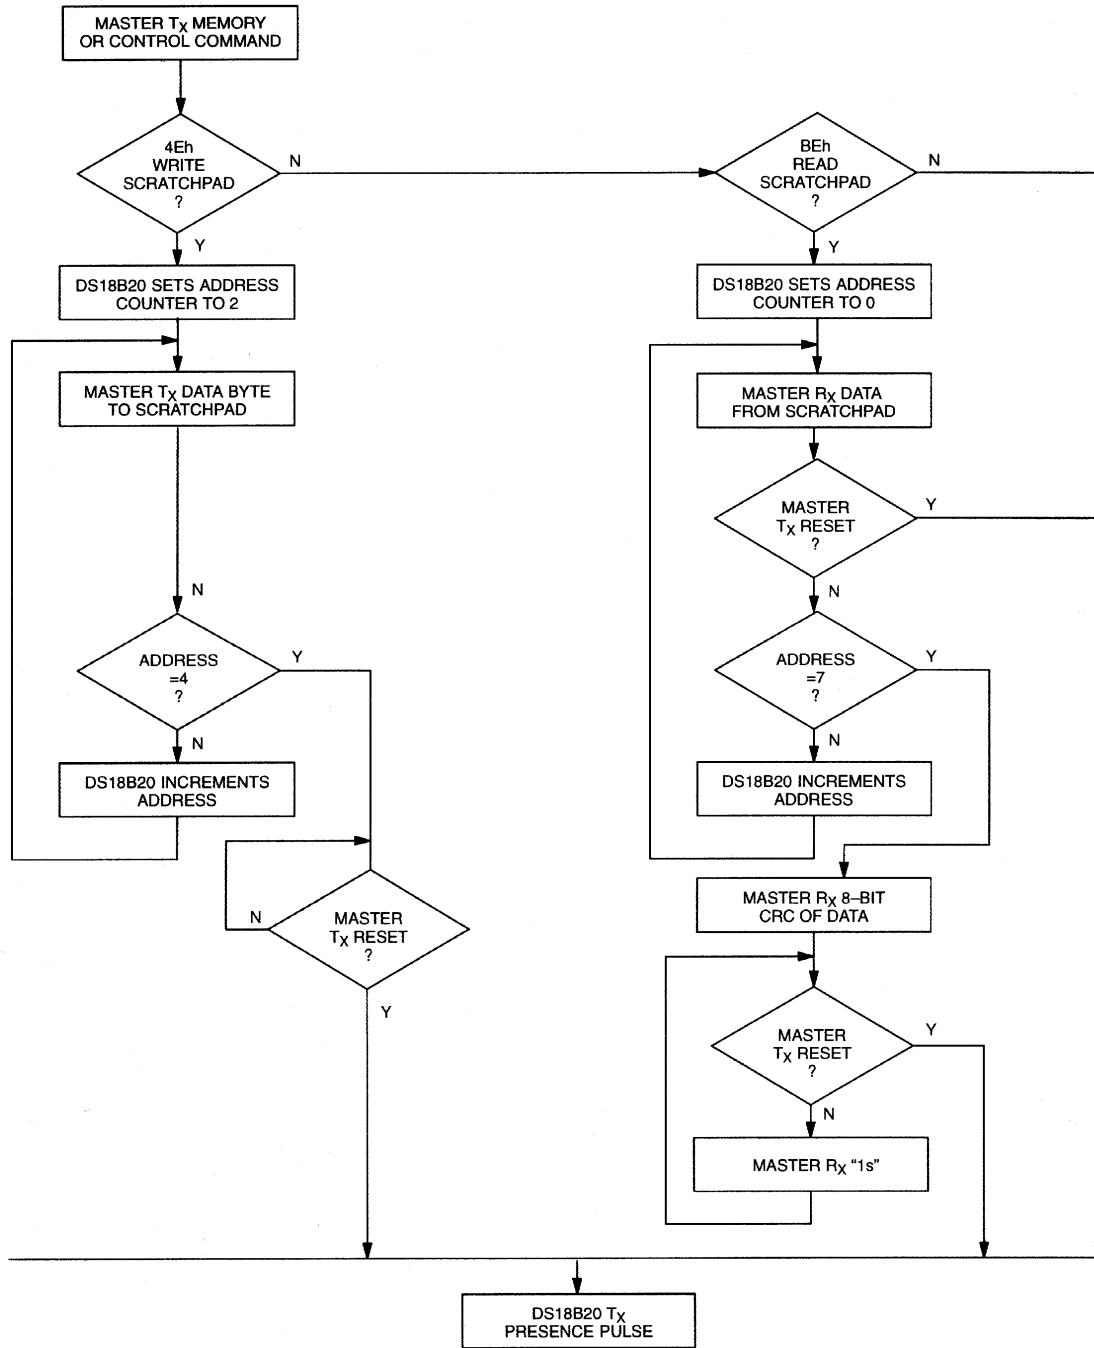 MASTER TX MEMORY
OR CONTROL COMMAND
4Eh
WRITE
SCRATCHPAD
?
N
Y
DS18B20 SETS ADDRESS
COUNTER TO 2
MASTER TX DATA BYTE
TO SCRATCHPAD
N
ADDRESS
=4
?
Y
N
DS18B20 INCREMENTS
ADDRESS
MASTER
TX RESET
?
N
Y
BEh
READ
SCRATCHPAD
?
N
Y
DS18B20 SETS ADDRESS
COUNTER TO 0
MASTER RX DATA
FROM SCRATCHPAD
MASTER
TX RESET
?
Y
N
ADDRESS
=7
?
Y
N
DS18B20 INCREMENTS
ADDRESS
MASTER RX 8–BIT
CRC OF DATA
MASTER
TX RESET
?
Y
N
MASTER RX “1s”
DS18B20 TX
PRESENCE PULSE